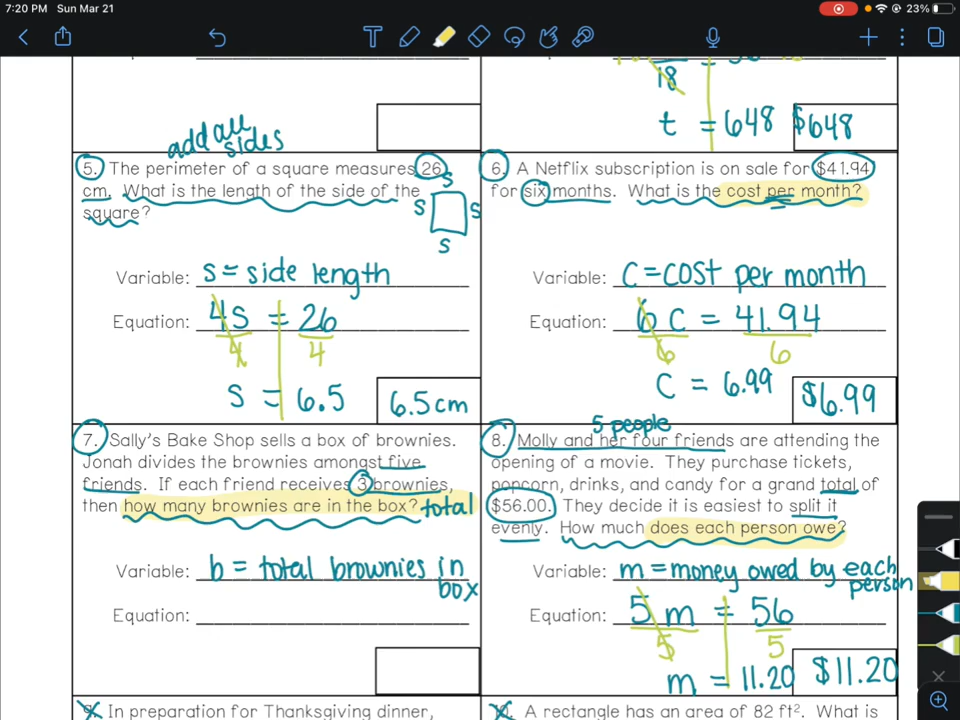 7:20 PM Sun Mar 21
23%
18
t = 648 $648
add all sides
5. The perimeter of a square measures 26
cm. What is the length of the side of the
square?
s
s s
s
Variable: s = side length
Equation: 4s = 26
4 4
s = 6.5 6.5cm
6. A Netflix subscription is on sale for $41.94
for six months. What is the cost per month?
Variable: C = cost per month
Equation: 6 C = 41.94
6 6
C = 6.99 $6.99
7. Sally's Bake Shop sells a box of brownies.
Jonah divides the brownies amongst five
friends. If each friend receives 3 brownies,
then how many brownies are in the box? total
Variable: b = total brownies in
box
Equation:
5 people
8. Molly and her four friends are attending the
opening of a movie. They purchase tickets,
popcorn, drinks, and candy for a grand total of
$56.00. They decide it is easiest to split it
evenly. How much does each person owe?
Variable: m = money owed by each
person
Equation: 5 m = 56
5 5
m = 11.20 $11.20
9. In preparation for Thanksgiving dinner,
A rectangle has an area of 82 ft². What is